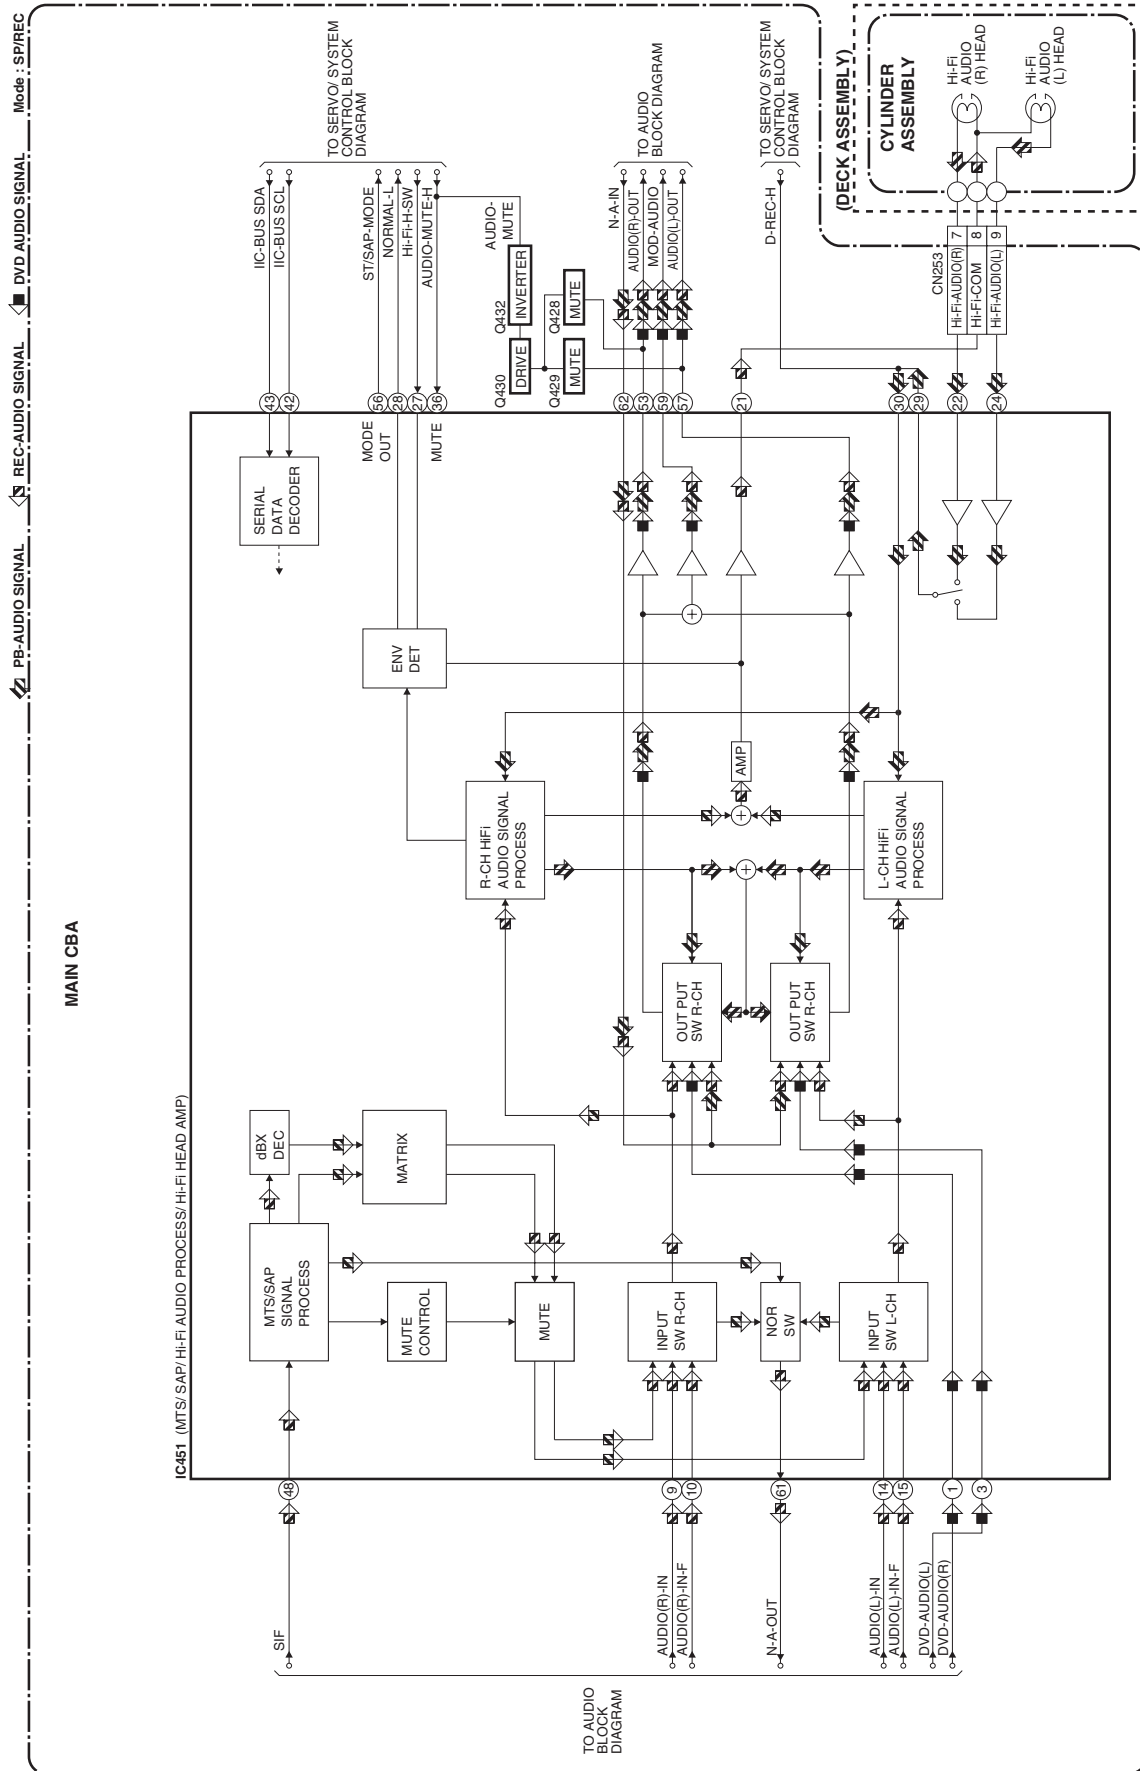 MAIN CBA
PB-AUDIO SIGNAL
REC-AUDIO SIGNAL
DVD AUDIO SIGNAL
Mode : SP/REC
IC451 (MTS/ SAP/ Hi-Fi AUDIO PROCESS/ Hi-Fi HEAD AMP)
TO AUDIO
BLOCK
DIAGRAM
SIF
48
AUDIO(R)-IN
9
AUDIO(R)-IN-F
10
N-A-OUT
61
AUDIO(L)-IN
14
AUDIO(L)-IN-F
15
DVD-AUDIO(L)
DVD-AUDIO(R)
1
3
MTS/SAP
SIGNAL
PROCESS
dBX
DEC
MATRIX
MUTE
CONTROL
MUTE
INPUT
SW R-CH
NOR
SW
INPUT
SW L-CH
OUT PUT
SW R-CH
OUT PUT
SW R-CH
R-CH HiFi
AUDIO SIGNAL
PROCESS
+
+
AMP
L-CH HiFi
AUDIO SIGNAL
PROCESS
ENV
DET
+
SERIAL
DATA
DECODER
43
42
IIC-BUS SDA
IIC-BUS SCL
MODE
OUT
MUTE
56
28
27
36
ST/SAP-MODE
NORMAL-L
Hi-Fi-H-SW
AUDIO-MUTE-H
TO SERVO/ SYSTEM
CONTROL BLOCK
DIAGRAM
Q430
DRIVE
Q432
INVERTER
AUDIO-
MUTE
Q429
MUTE
Q428
MUTE
62
53
59
57
N-A-IN
AUDIO(R)-OUT
MOD-AUDIO
AUDIO(L)-OUT
TO AUDIO
BLOCK DIAGRAM
21
30
29
22
24
D-REC-H
TO SERVO/ SYSTEM
CONTROL BLOCK
DIAGRAM
CN253
Hi-Fi-AUDIO(R) 7
Hi-Fi-COM 8
Hi-Fi-AUDIO(L) 9
(DECK ASSEMBLY)
CYLINDER
ASSEMBLY
Hi-Fi
AUDIO
(R) HEAD
Hi-Fi
AUDIO
(L) HEAD